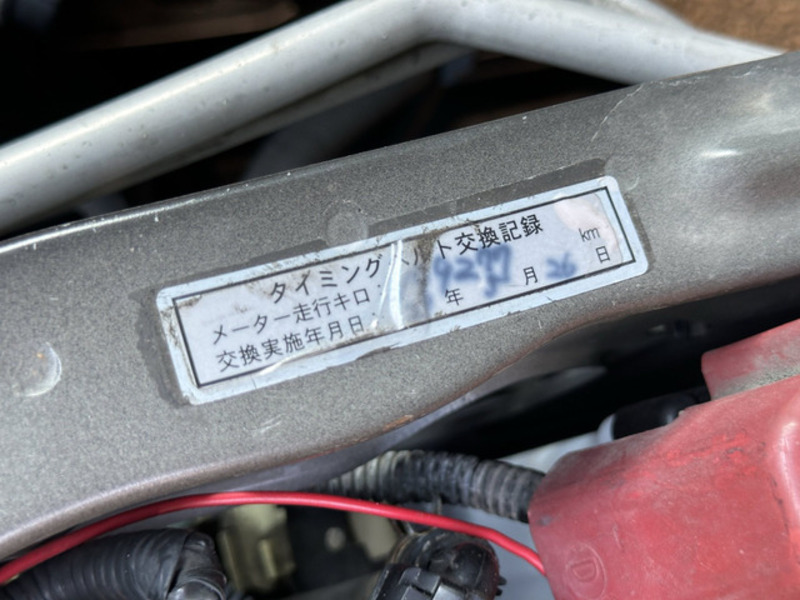 タイミングベルト交換記録
メーター走行キロ: km
交換実施年月日: 年 月 日